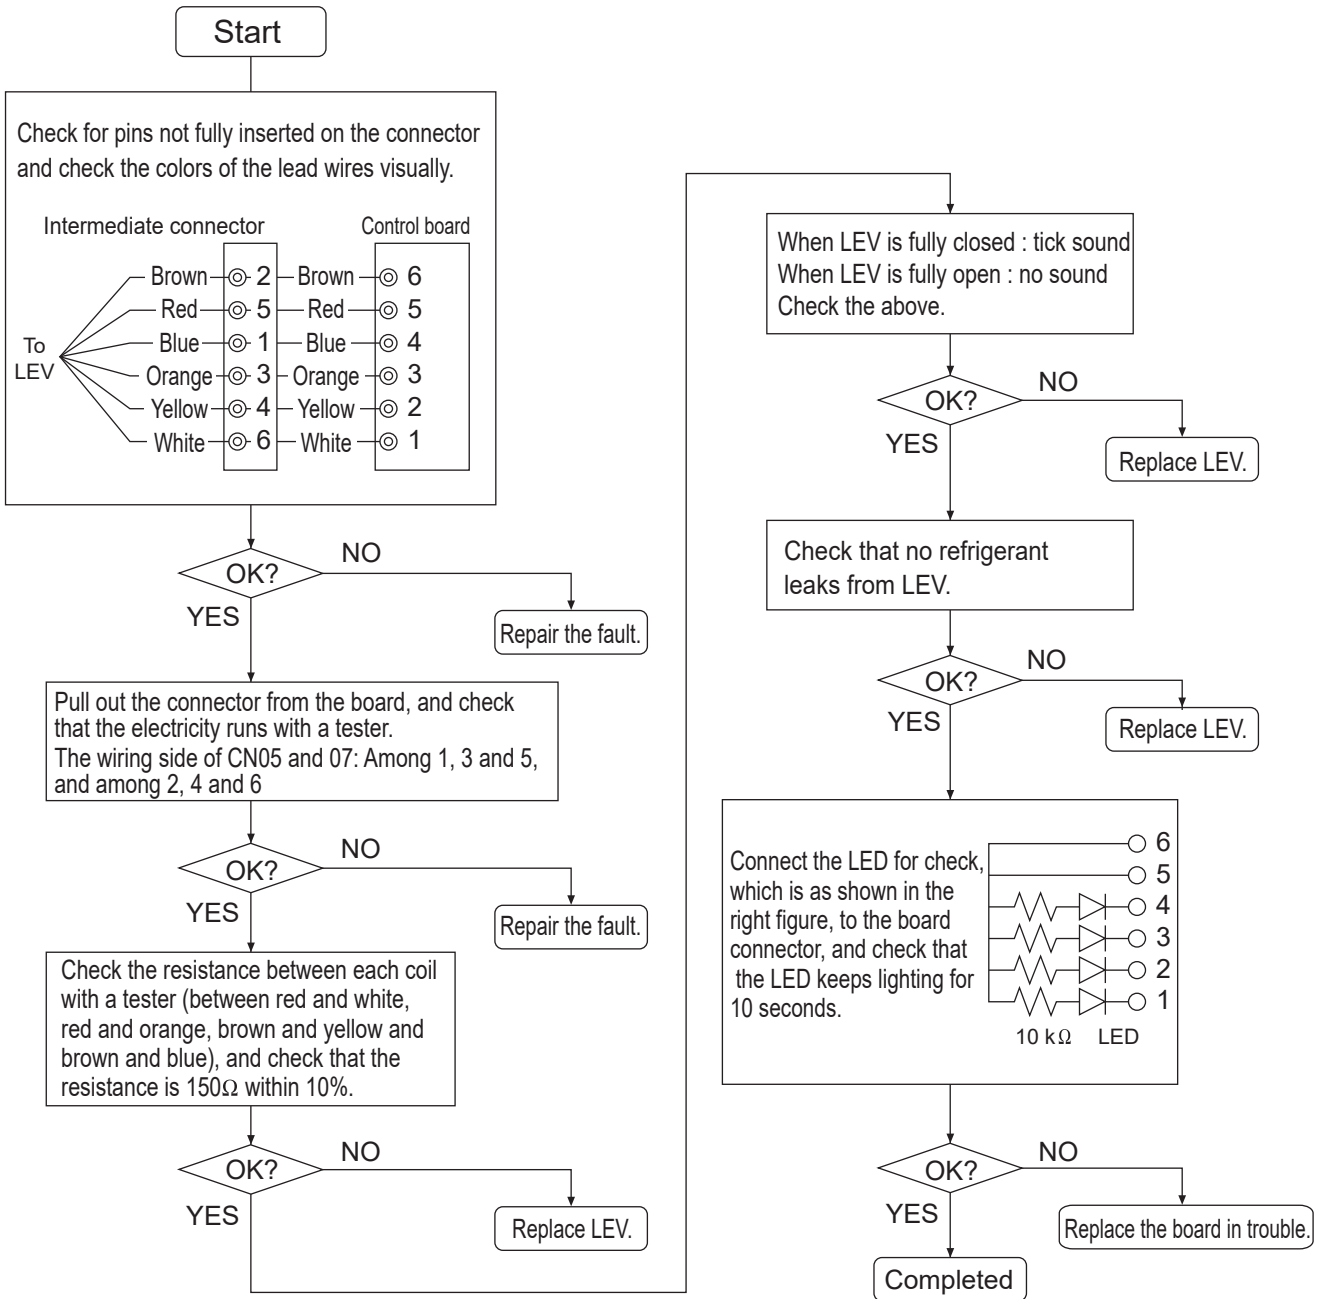 Start
Check for pins not fully inserted on the connector
and check the colors of the lead wires visually.
Intermediate connector
Control board
To
LEV
Brown 2 Brown 6
Red 5 Red 5
Blue 1 Blue 4
Orange 3 Orange 3
Yellow 4 Yellow 2
White 6 White 1
OK?
NO
YES
Repair the fault.
Pull out the connector from the board, and check
that the electricity runs with a tester.
The wiring side of CN05 and 07: Among 1, 3 and 5,
and among 2, 4 and 6
OK?
NO
YES
Repair the fault.
Check the resistance between each coil
with a tester (between red and white,
red and orange, brown and yellow and
brown and blue), and check that the
resistance is 150Ω within 10%.
OK?
NO
YES
Replace LEV.
When LEV is fully closed : tick sound
When LEV is fully open : no sound
Check the above.
OK?
NO
YES
Replace LEV.
Check that no refrigerant
leaks from LEV.
OK?
NO
YES
Replace LEV.
Connect the LED for check,
which is as shown in the
right figure, to the board
connector, and check that
the LED keeps lighting for
10 seconds.
6
5
4
3
2
1
10 kΩ LED
OK?
NO
YES
Replace the board in trouble.
Completed